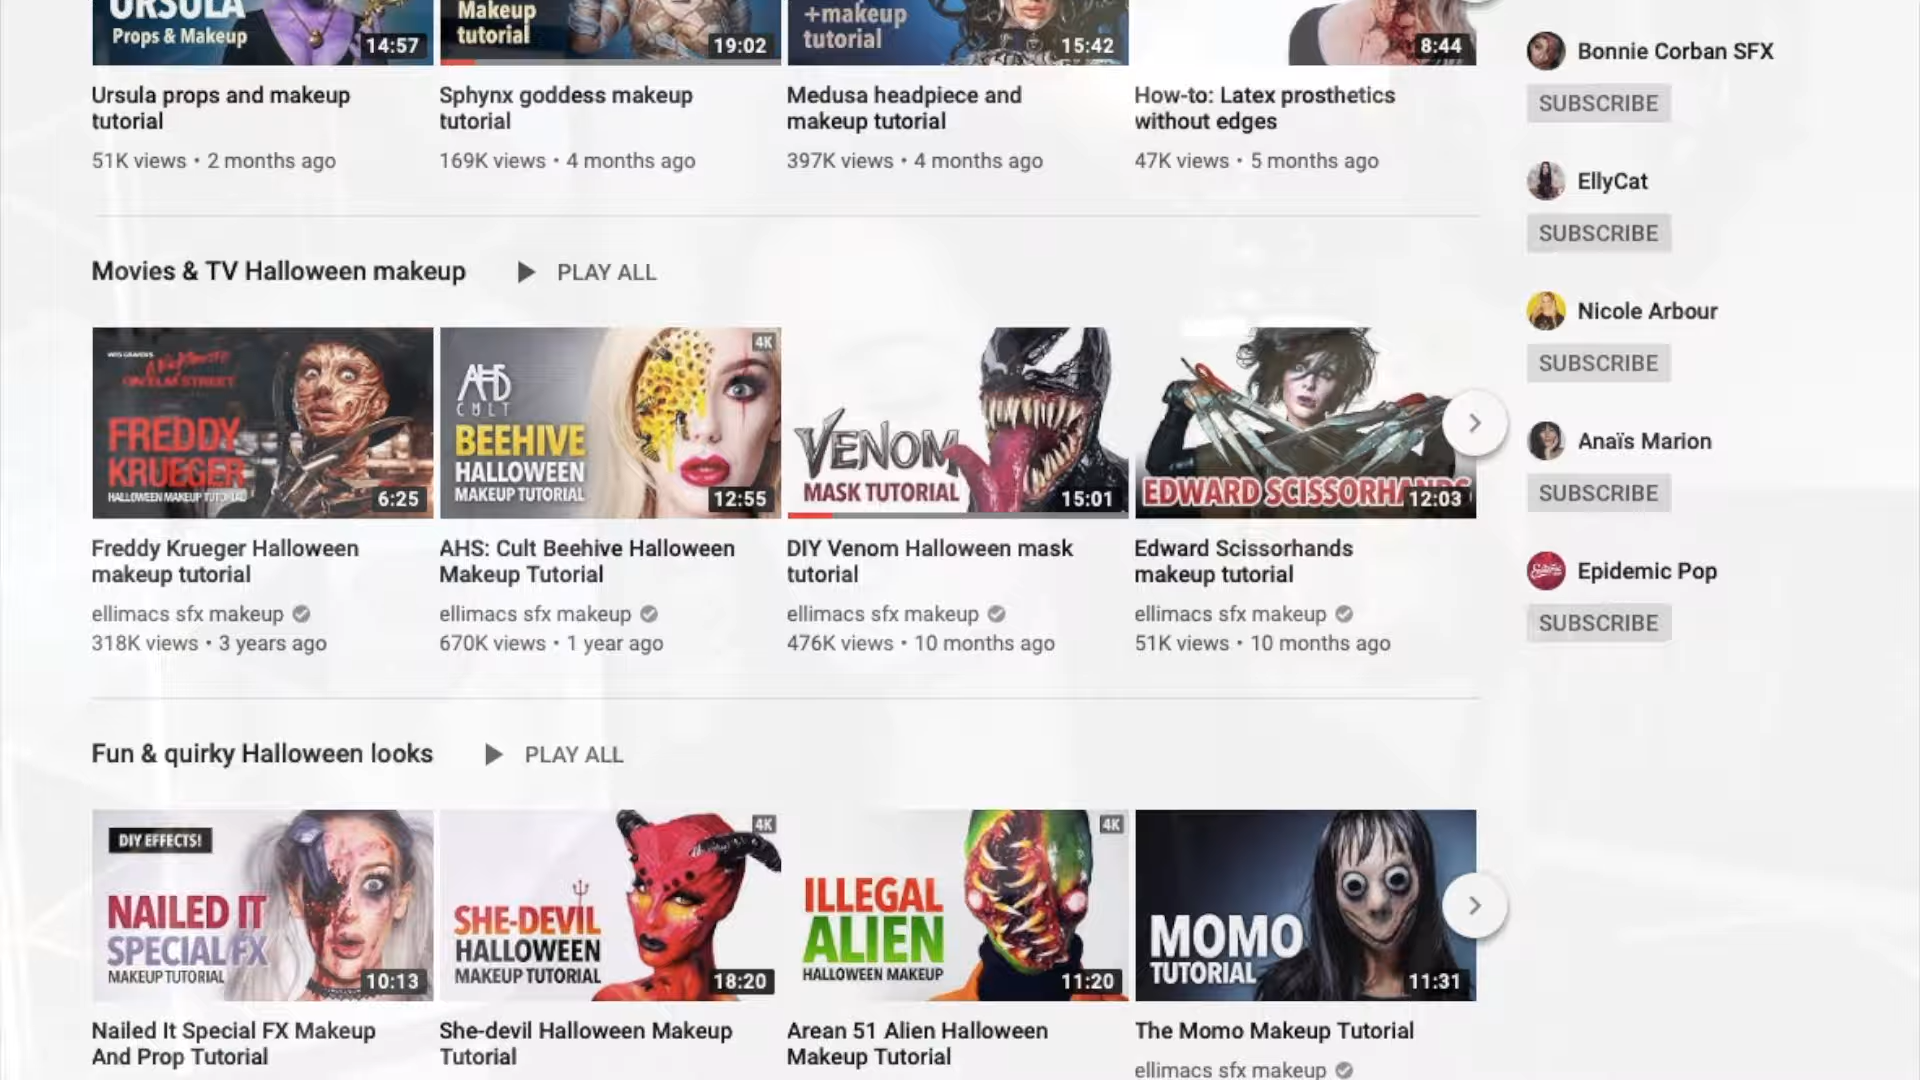 URSULA
Props & Makeup
14:57
Makeup
tutorial
19:02
+makeup
tutorial
15:42
8:44
Ursula props and makeup
tutorial
51K views • 2 months ago
Sphynx goddess makeup
tutorial
169K views • 4 months ago
Medusa headpiece and
makeup tutorial
397K views • 4 months ago
How-to: Latex prosthetics
without edges
47K views • 5 months ago
Movies & TV Halloween makeup
PLAY ALL
WES CRAVEN'S
A Nightmare
ON ELM STREET
FREDDY
KRUEGER
HALLOWEEN MAKEUP TUTORIAL
6:25
AHS
CULT
BEEHIVE
HALLOWEEN
MAKEUP TUTORIAL
4K
12:55
VENOM
MASK TUTORIAL
15:01
EDWARD SCISSORHANDS
12:03
Freddy Krueger Halloween
makeup tutorial
ellimacs sfx makeup
318K views • 3 years ago
AHS: Cult Beehive Halloween
Makeup Tutorial
ellimacs sfx makeup
670K views • 1 year ago
DIY Venom Halloween mask
tutorial
ellimacs sfx makeup
476K views • 10 months ago
Edward Scissorhands
makeup tutorial
ellimacs sfx makeup
51K views • 10 months ago
Fun & quirky Halloween looks
PLAY ALL
DIY EFFECTS!
NAILED IT
SPECIAL FX
MAKEUP TUTORIAL
10:13
4K
SHE-DEVIL
HALLOWEEN
MAKEUP TUTORIAL
18:20
4K
ILLEGAL
ALIEN
HALLOWEEN MAKEUP
11:20
MOMO
TUTORIAL
11:31
Nailed It Special FX Makeup
And Prop Tutorial
She-devil Halloween Makeup
Tutorial
Arean 51 Alien Halloween
Makeup Tutorial
The Momo Makeup Tutorial
ellimacs sfx makeup
Bonnie Corban SFX
SUBSCRIBE
EllyCat
SUBSCRIBE
Nicole Arbour
SUBSCRIBE
Anaïs Marion
SUBSCRIBE
Epidemic Pop
SUBSCRIBE